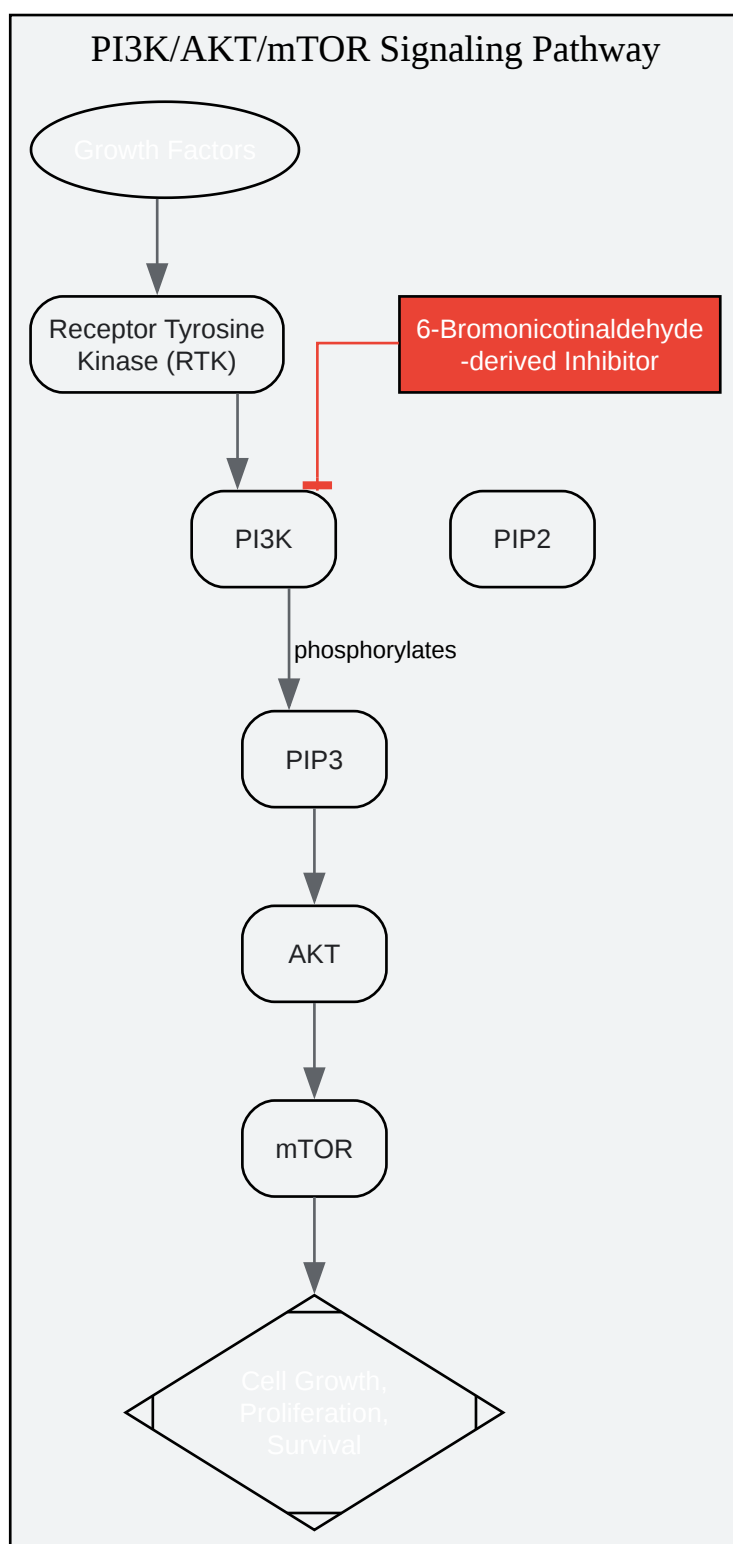 PI3K/AKT/mTOR Signaling Pathway
Growth Factors
Receptor Tyrosine
Kinase (RTK)
6-Bromonicotinaldehyde
-derived Inhibitor
PI3K
PIP2
phosphorylates
PIP3
AKT
mTOR
Cell Growth,
Proliferation,
Survival